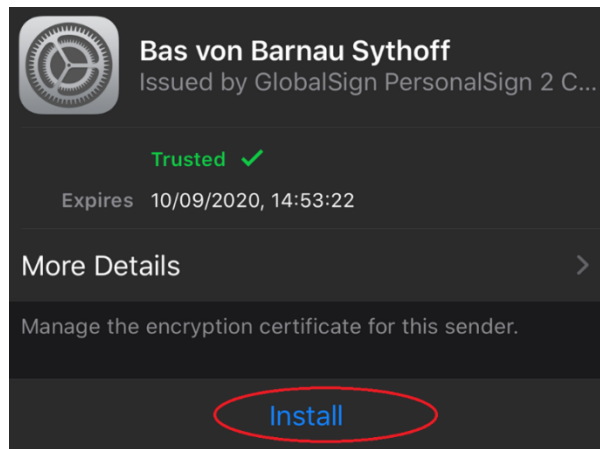 Bas von Barnau Sythoff
Issued by GlobalSign PersonalSign 2 C...
Trusted ✓
Expires 10/09/2020, 14:53:22
More Details
Manage the encryption certificate for this sender.
Install